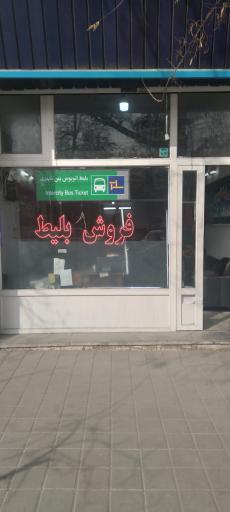 بلیط اتوبوس بین شهری
Intercity Bus Ticket
فروش بلیط